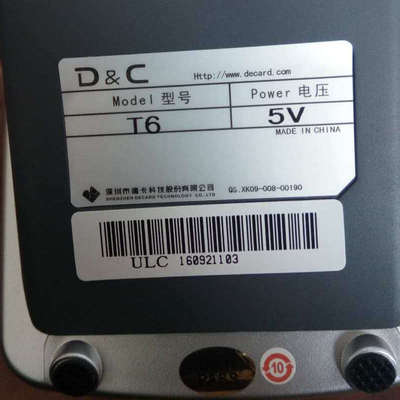 D&C Http://www.decard.com
Model 型号 Power 电压
T6 5V
MADE IN CHINA
深圳市德卡科技股份有限公司 QS.XK09-008-00190
SHENZHEN DECARD TECHNOLOGY CO.,LTD
ULC 160921103
10